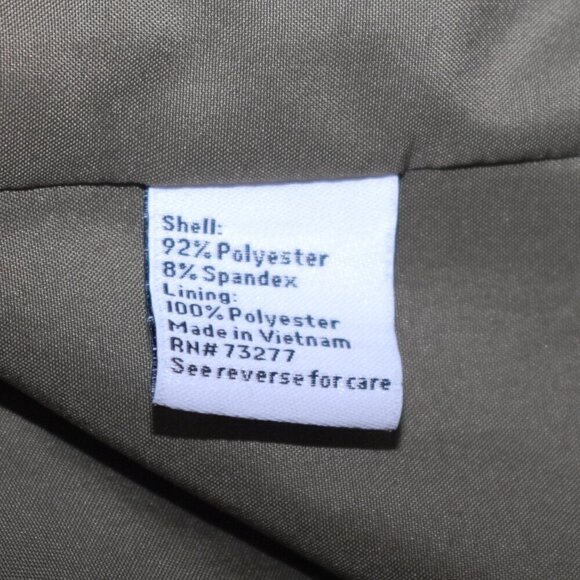 Shell:
92% Polyester
8% Spandex
Lining:
100% Polyester
Made in Vietnam
RN# 73277
See reverse for care